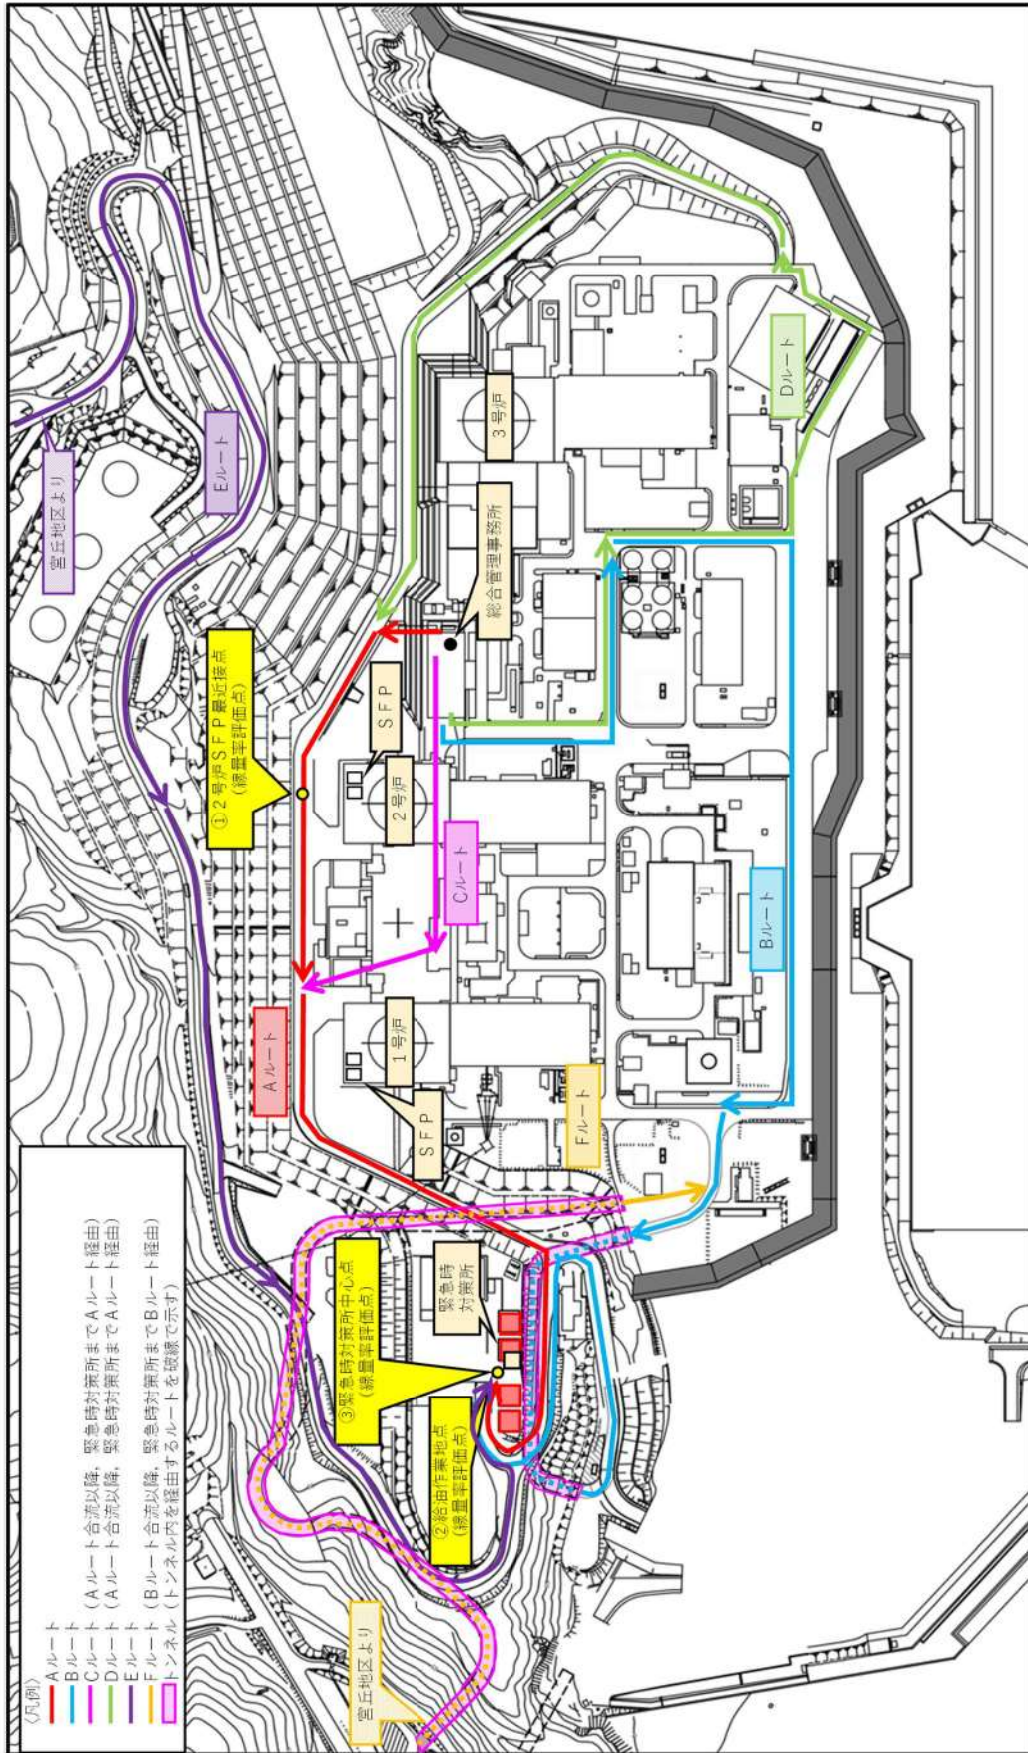 〈凡例〉
Aルート
Bルート
Cルート（Aルート合流以降，緊急時対策所までAルート経由）
Dルート（Aルート合流以降，緊急時対策所までAルート経由）
Eルート
Fルート（Bルート合流以降，緊急時対策所までBルート経由）
トンネル（トンネル内を経由するルートを破線で示す）
宮丘地区より
Eルート
①２号炉ＳＦＰ最近接点
（線量率評価点）
Aルート
ＳＦＰ
２号炉
総合管理事務所
３号炉
Dルート
Cルート
１号炉
ＳＦＰ
Bルート
Fルート
③緊急時対策所中心点
（線量率評価点）
緊急時
対策所
②給油作業地点
（線量率評価点）
宮丘地区より